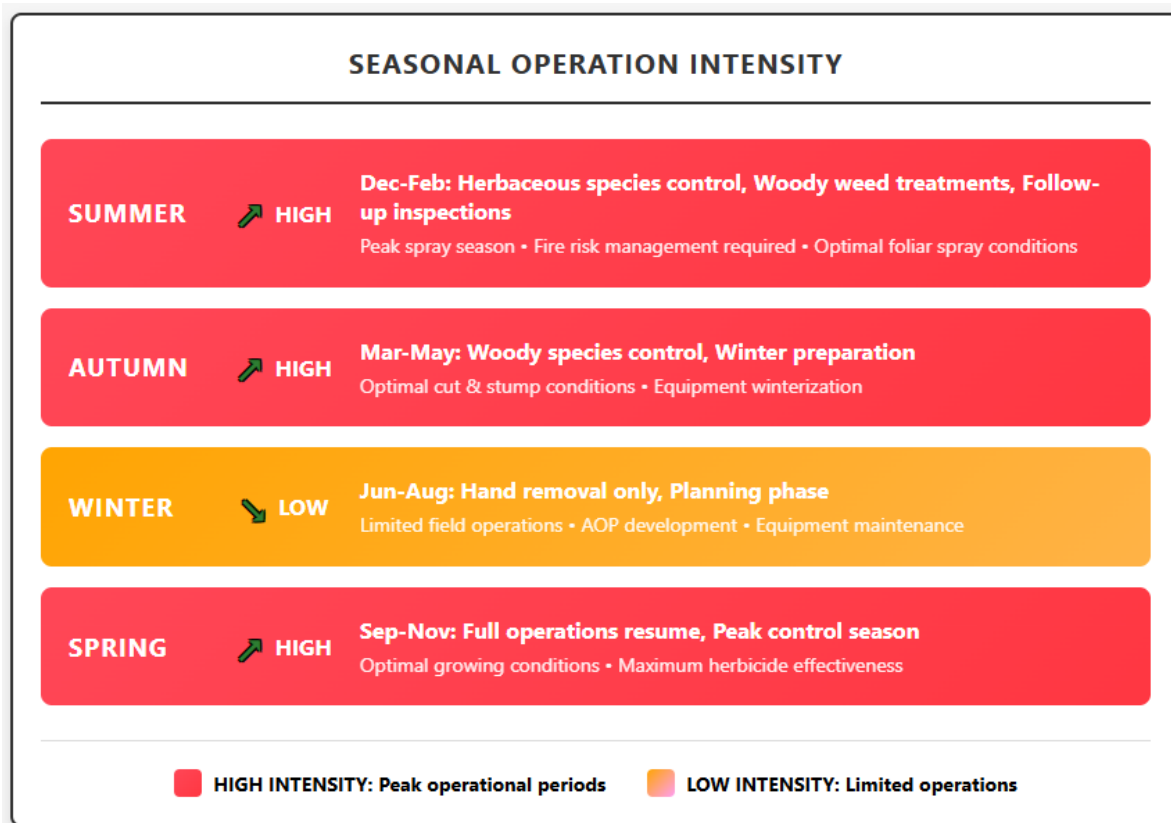 SEASONAL OPERATION INTENSITY
SUMMER
HIGH
Dec-Feb: Herbaceous species control, Woody weed treatments, Follow-
up inspections
Peak spray season • Fire risk management required • Optimal foliar spray conditions
AUTUMN
HIGH
Mar-May: Woody species control, Winter preparation
Optimal cut & stump conditions • Equipment winterization
WINTER
LOW
Jun-Aug: Hand removal only, Planning phase
Limited field operations • AOP development • Equipment maintenance
SPRING
HIGH
Sep-Nov: Full operations resume, Peak control season
Optimal growing conditions • Maximum herbicide effectiveness
HIGH INTENSITY: Peak operational periods
LOW INTENSITY: Limited operations